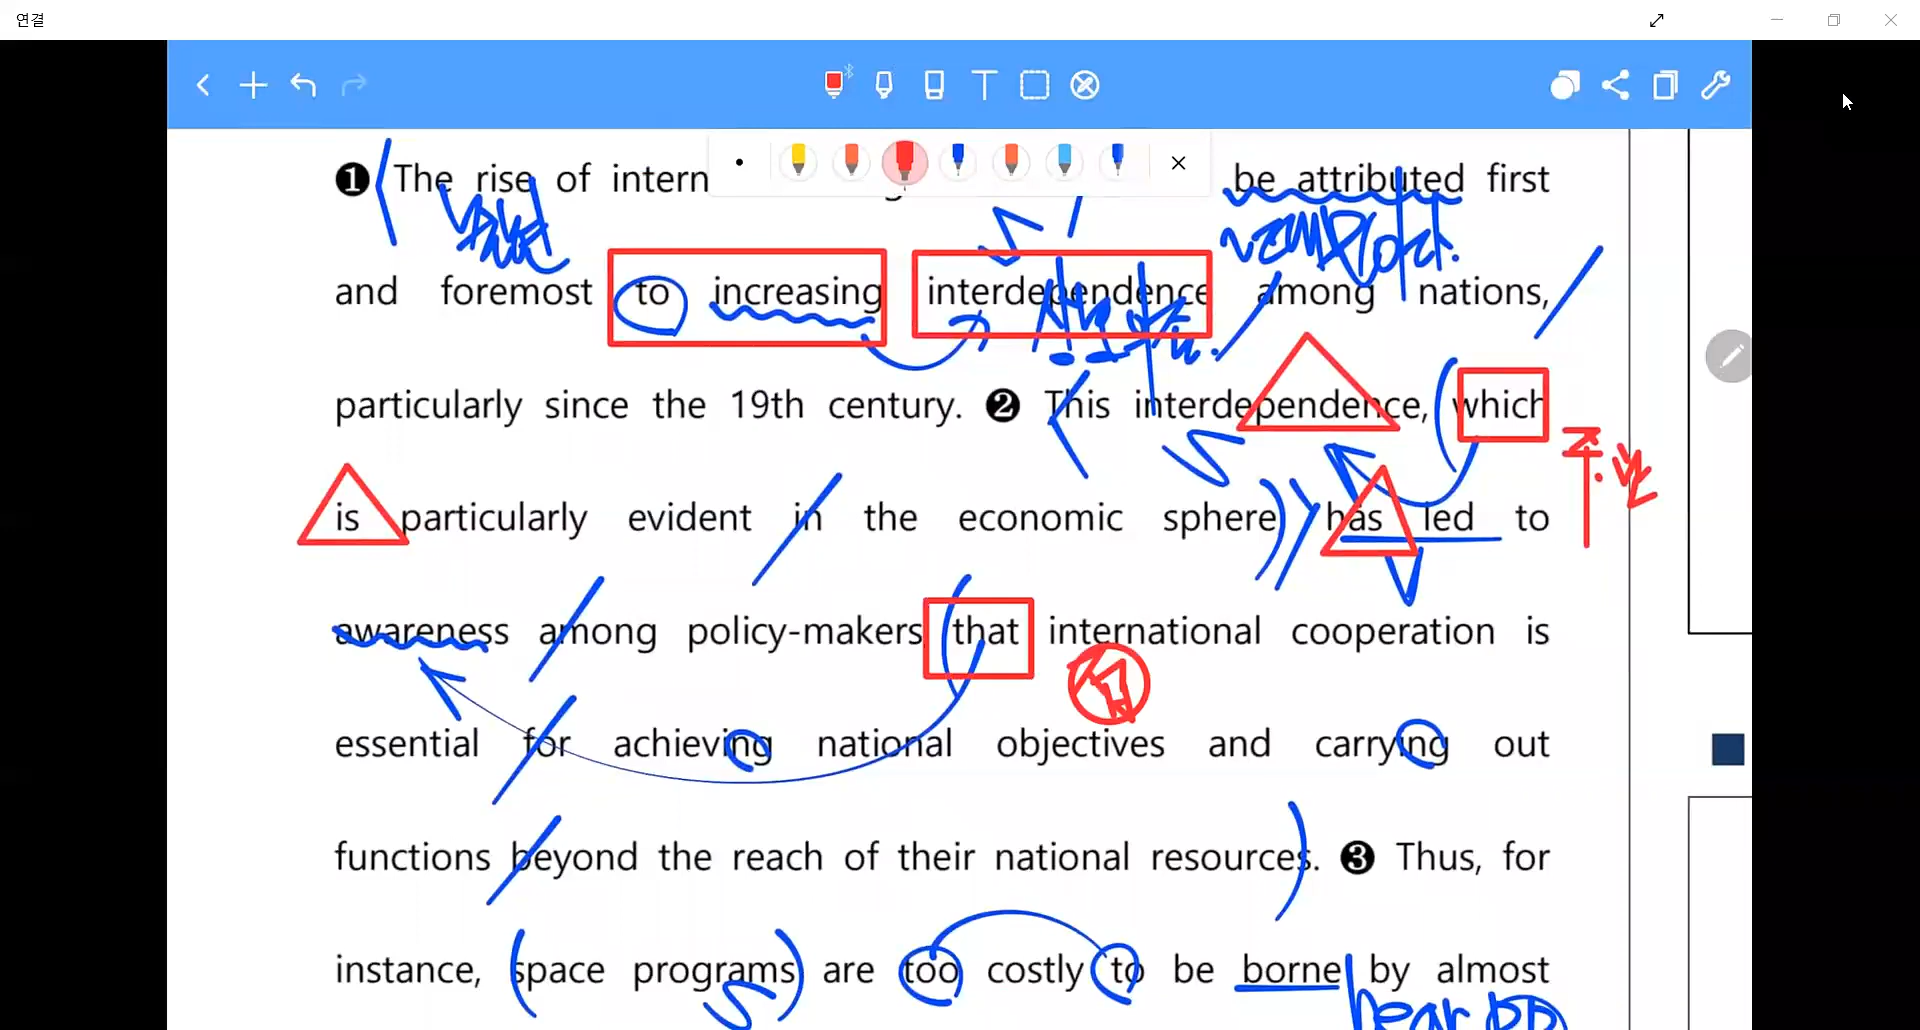 연결
❶ The rise of intern be attributed first
and foremost to increasing interdependence among nations,
particularly since the 19th century. ❷ This interdependence, which
is particularly evident in the economic sphere has led to
awareness among policy-makers that international cooperation is
essential for achieving national objectives and carrying out
functions beyond the reach of their national resources. ❸ Thus, for
instance, space programs are too costly to be borne by almost